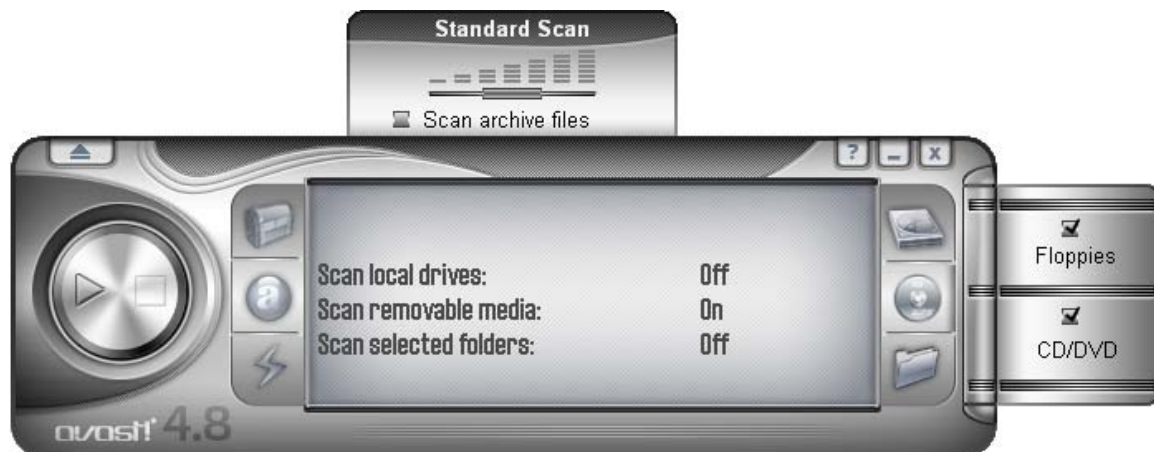 Standard Scan
Scan archive files
? _ x
Scan local drives: Off
Scan removable media: On
Scan selected folders: Off
Floppies
CD/DVD
a
avast! 4.8